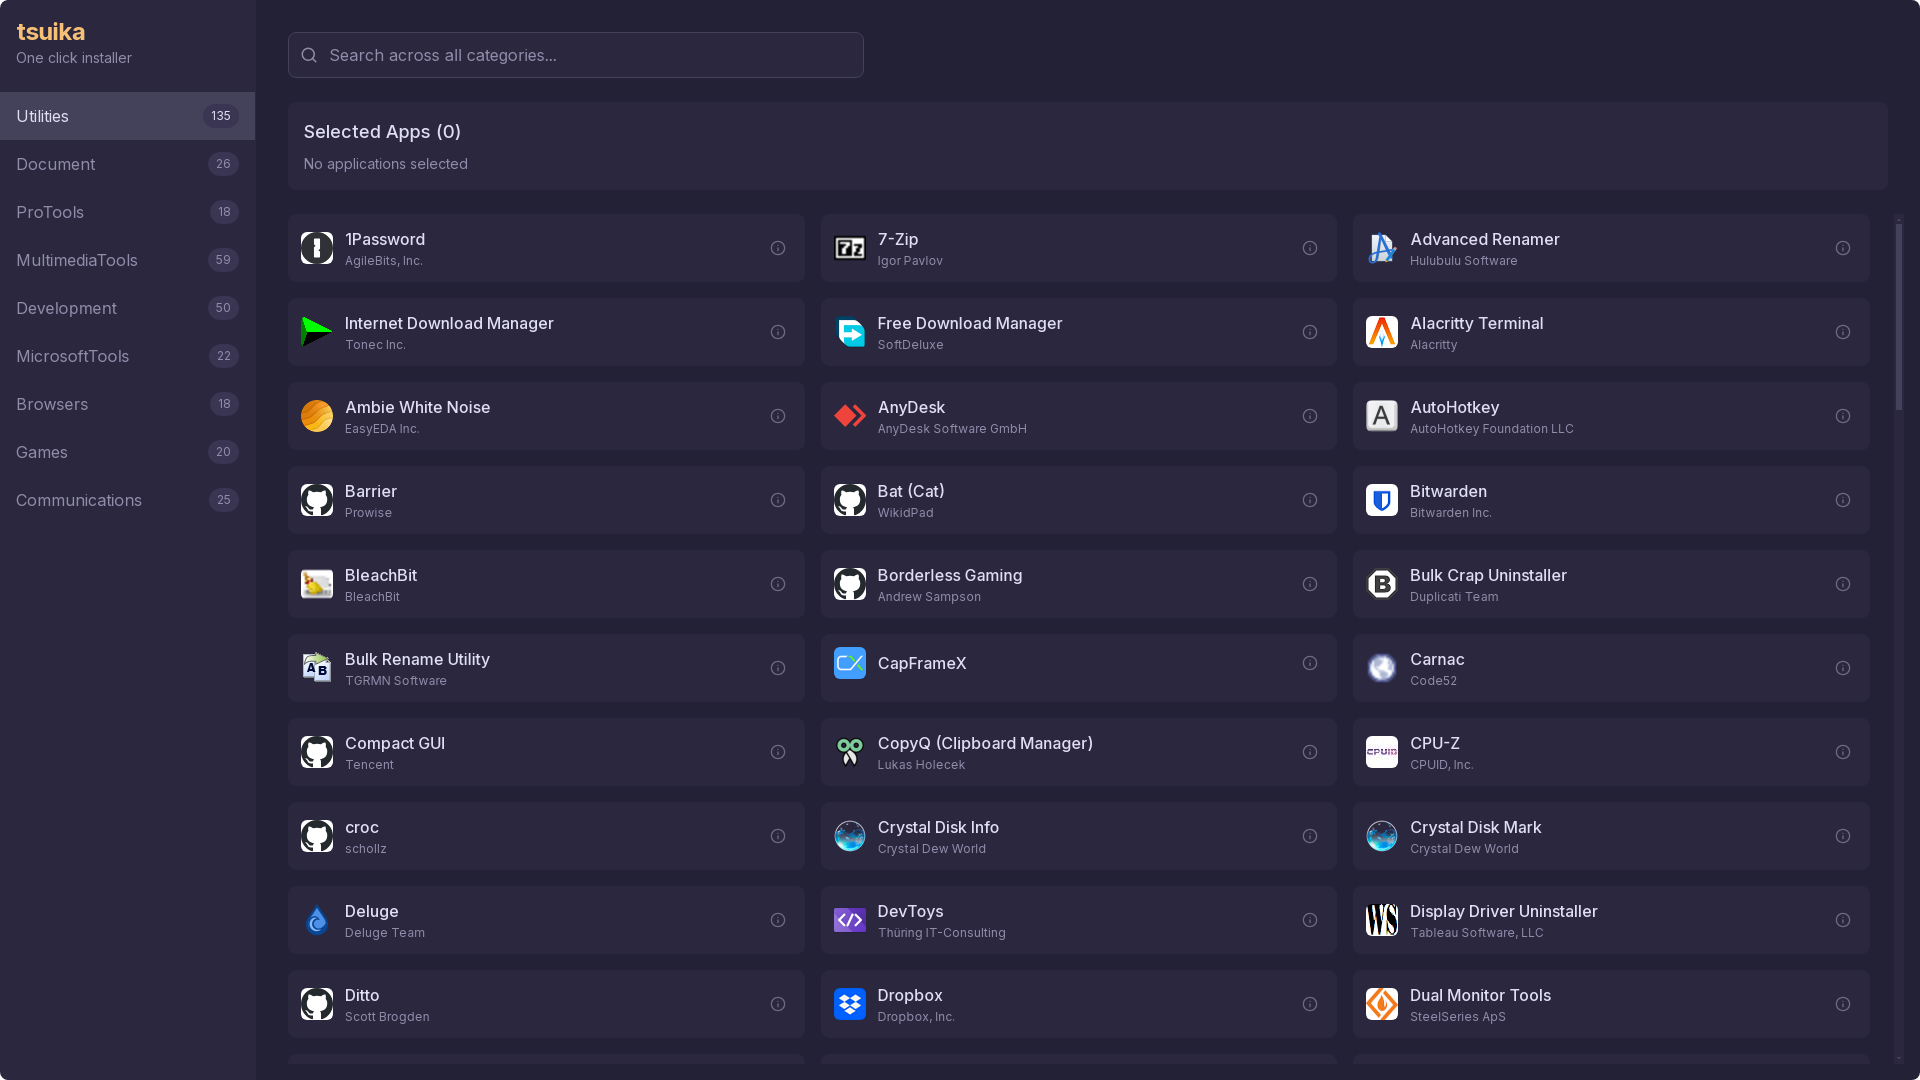 tsuika
One click installer
Utilities 135
Document 26
ProTools 18
MultimediaTools 59
Development 50
MicrosoftTools 22
Browsers 18
Games 20
Communications 25
Search across all categories...
Selected Apps (0)
No applications selected
1Password
AgileBits, Inc.
7-Zip
Igor Pavlov
Advanced Renamer
Hulubulu Software
Internet Download Manager
Tonec Inc.
Free Download Manager
SoftDeluxe
Alacritty Terminal
Alacritty
Ambie White Noise
EasyEDA Inc.
AnyDesk
AnyDesk Software GmbH
AutoHotkey
AutoHotkey Foundation LLC
Barrier
Prowise
Bat (Cat)
WikidPad
Bitwarden
Bitwarden Inc.
BleachBit
BleachBit
Borderless Gaming
Andrew Sampson
Bulk Crap Uninstaller
Duplicati Team
Bulk Rename Utility
TGRMN Software
CapFrameX
Carnac
Code52
Compact GUI
Tencent
CopyQ (Clipboard Manager)
Lukas Holecek
CPU-Z
CPUID, Inc.
croc
schollz
Crystal Disk Info
Crystal Dew World
Crystal Disk Mark
Crystal Dew World
Deluge
Deluge Team
DevToys
Thüring IT-Consulting
Display Driver Uninstaller
Tableau Software, LLC
Ditto
Scott Brogden
Dropbox
Dropbox, Inc.
Dual Monitor Tools
SteelSeries ApS